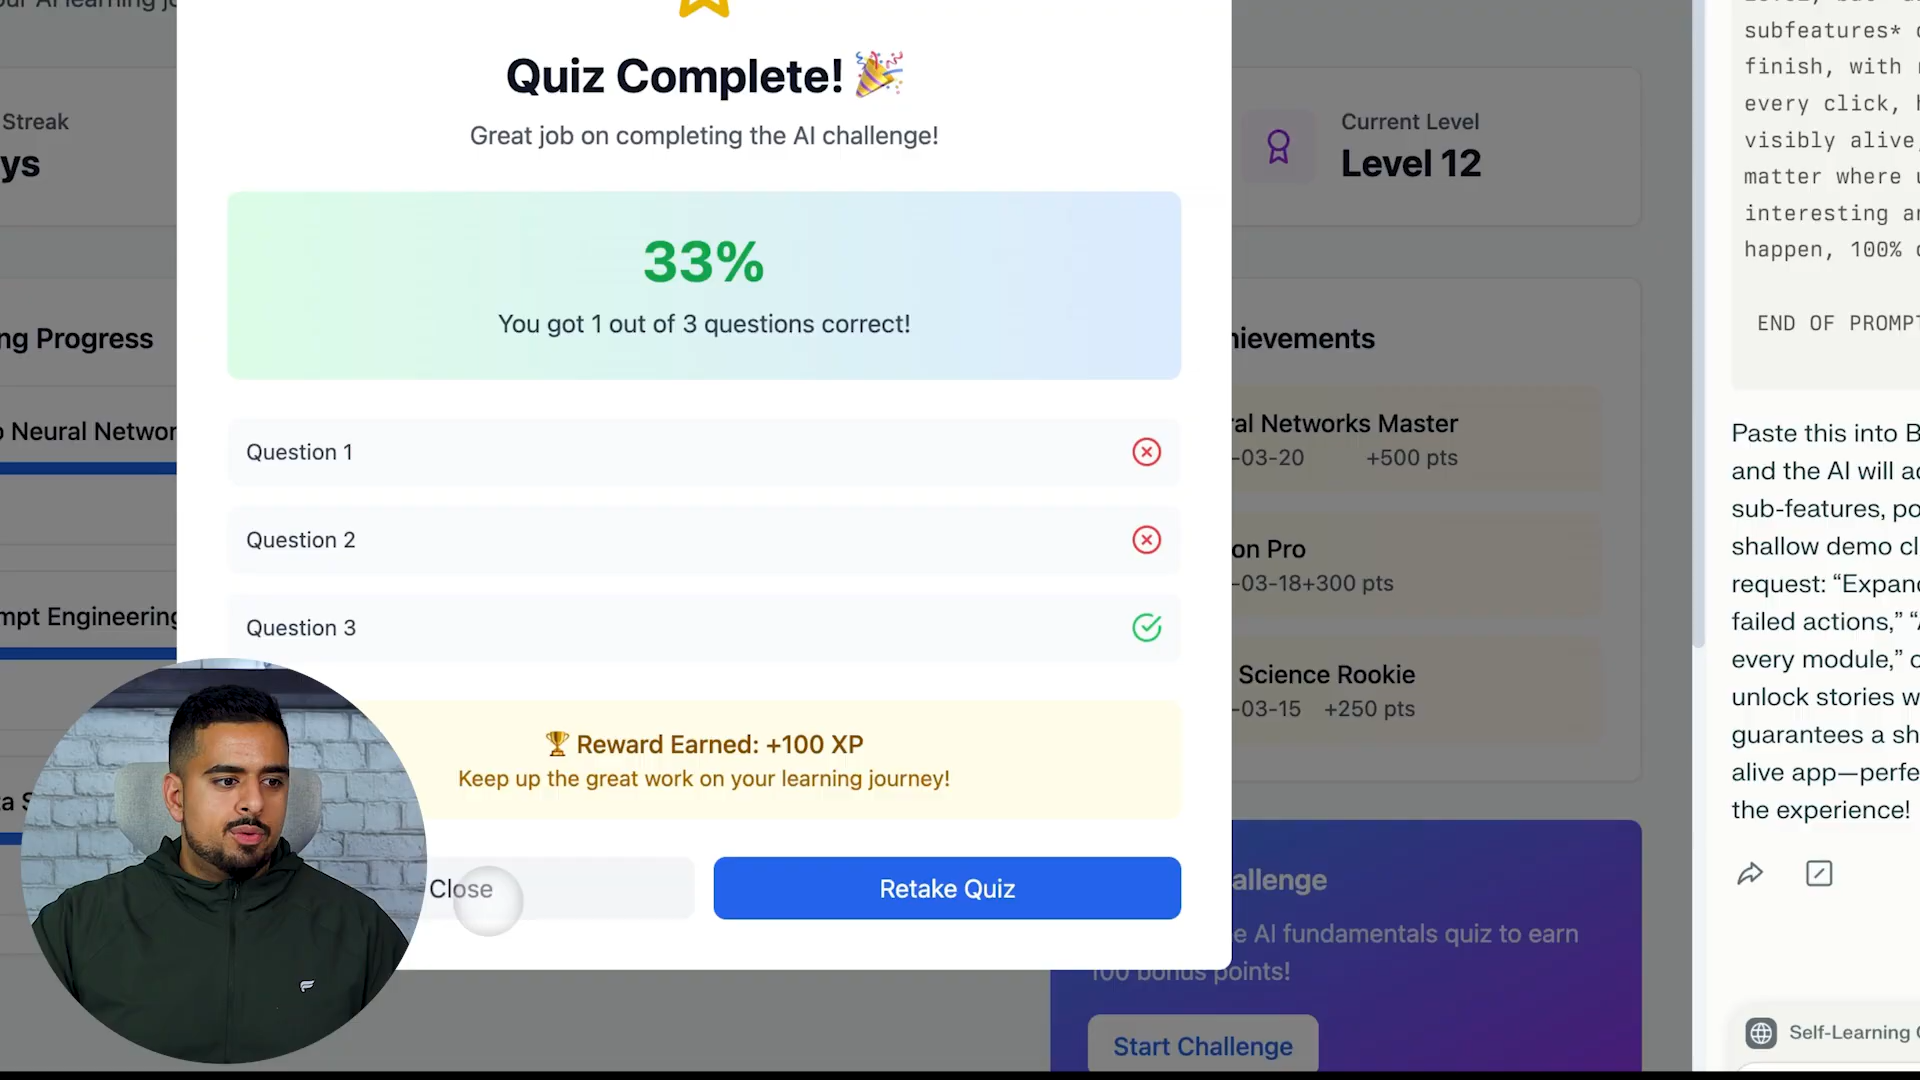 Streak
ys
ng Progress
Neural Networ
mpt Engineering
Quiz Complete!
Great job on completing the AI challenge!
33%
You got 1 out of 3 questions correct!
Question 1
Question 2
Question 3
Reward Earned: +100 XP
Keep up the great work on your learning journey!
Close
Retake Quiz
Current Level
Level 12
hievements
al Networks Master
-03-20
+500 pts
on Pro
-03-18+300 pts
Science Rookie
-03-15
+250 pts
allenge
e AI fundamentals quiz to earn
100 bonus points!
Start Challenge
subfeatures*
finish, with
every click,
visibly alive,
matter where
interesting
happen, 100%
END OF PROMPT
Paste this into B
and the AI will
sub-features, po
shallow demo cl
request: “Expan
failed actions,” “
every module,”
unlock stories w
guarantees a sh
alive app—perfe
the experience!
Self-Learning